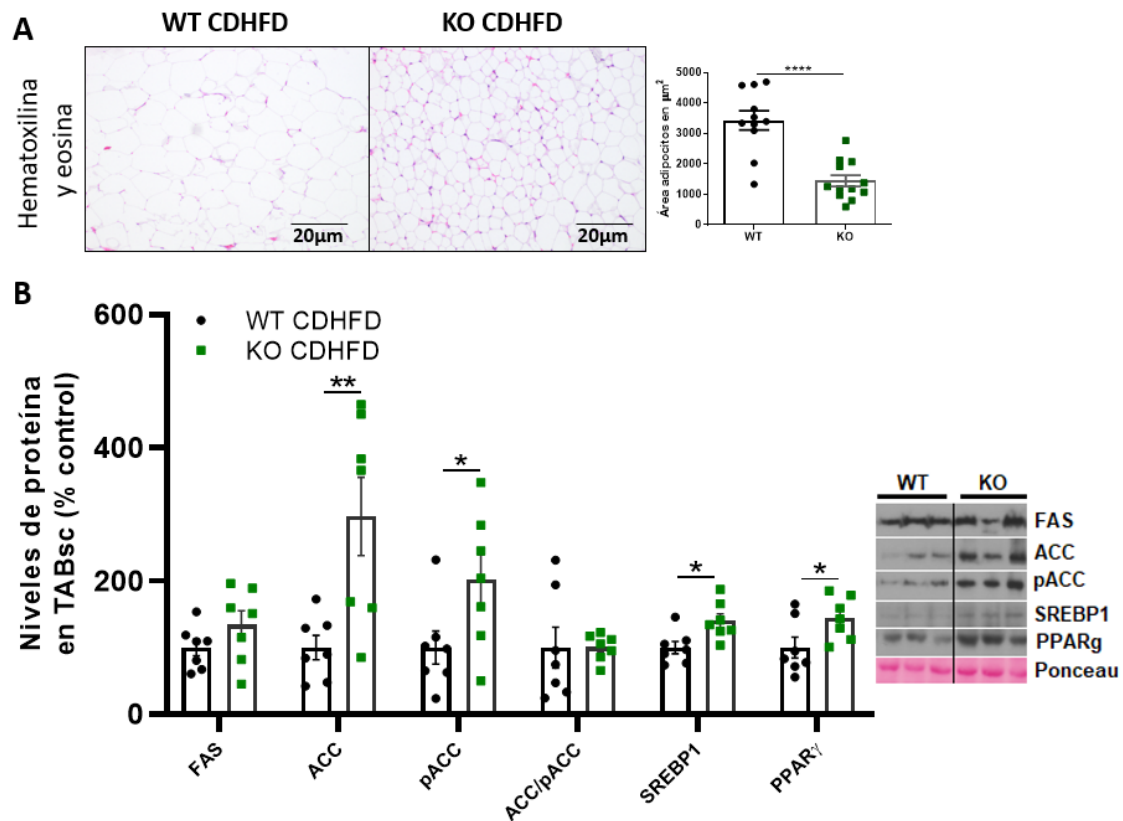 A
WT CDHFD
KO CDHFD
Hematoxilina
y eosina
20µm
20µm
Área adipocitos en µm²
5000
4000
3000
2000
1000
0
****
WT
KO
B
Niveles de proteína
en TABsc (% control)
600
400
200
0
WT CDHFD
KO CDHFD
**
*
*
*
FAS
ACC
pACC
ACC/pACC
SREBP1
PPARγ
WT
KO
FAS
ACC
pACC
SREBP1
PPARg
Ponceau